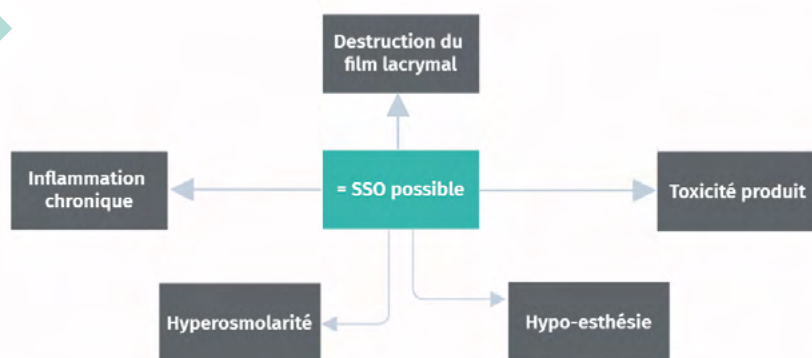 Destruction du
film lacrymal
Inflammation
chronique
= SSO possible
Toxicité produit
Hyperosmolarité
Hypo-esthésie